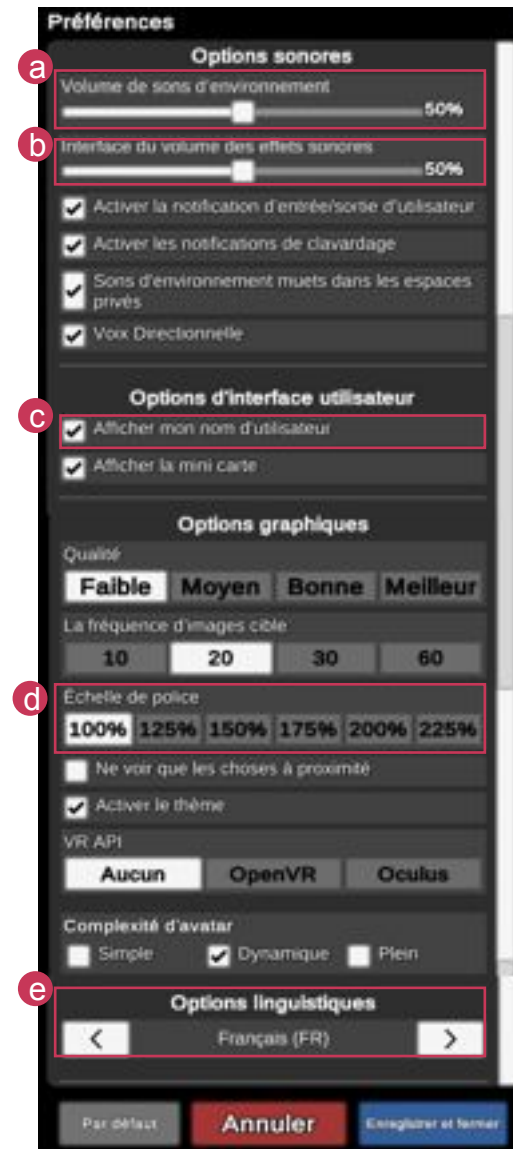 Préférences
Options sonores
a
Volume de sons d'environnement
50%
b
Interface du volume des effets sonores
50%
Activer la notification d'entrée/sortie d'utilisateur
Activer les notifications de clavardage
Sons d'environnement muets dans les espaces
privés
Voix Directionnelle
Options d'interface utilisateur
c
Afficher mon nom d'utilisateur
Afficher la mini carte
Options graphiques
Qualité
Faible Moyen Bonne Meilleur
La fréquence d'images cible
10 20 30 60
d
Échelle de police
100% 125% 150% 175% 200% 225%
Ne voir que les choses à proximité
Activer le thème
VR API
Aucun OpenVR Oculus
Complexité d'avatar
Simple Dynamique Plein
e
Options linguistiques
< Français (FR) >
Par défaut Annuler Enregistrer et fermer